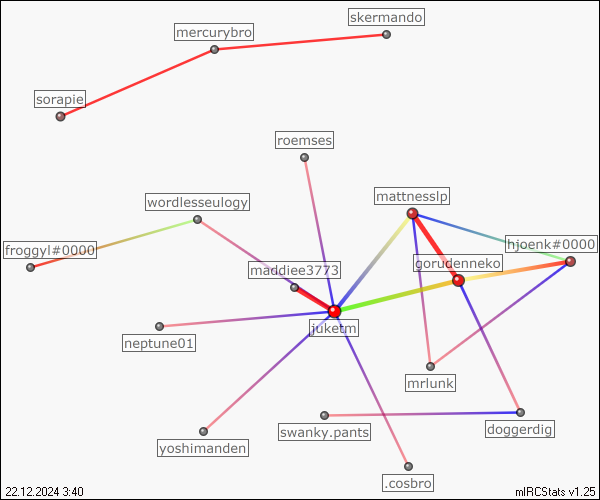 skermando
mercurybro
sorapie
roemses
mattnesslp
wordlesseulogy
hjoenk#0000
froggyl#0000
gorudenneko
maddiee3773
juketm
neptune01
mrlunk
swanky.pants
doggerdig
yoshimanden
.cosbro
22.12.2024 3:40
mIRCStats v1.25